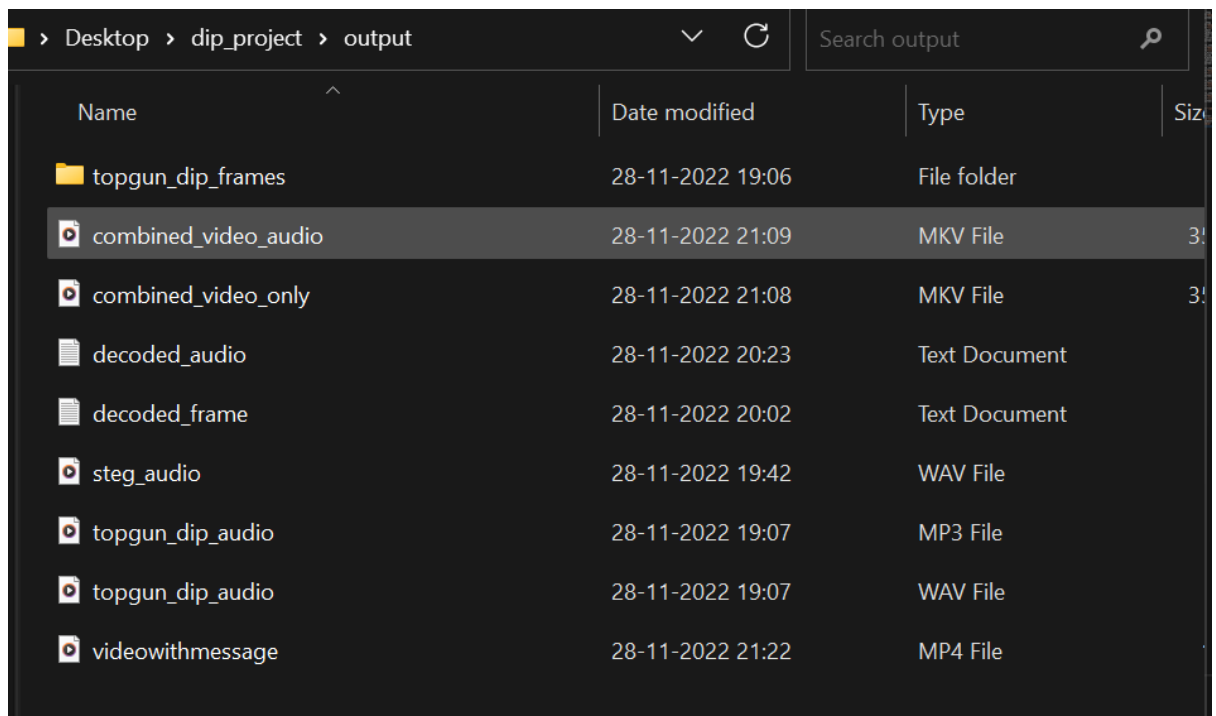 Desktop > dip_project > output Search output
Name Date modified Type
topgun_dip_frames 28-11-2022 19:06 File folder
combined_video_audio 28-11-2022 21:09 MKV File
combined_video_only 28-11-2022 21:08 MKV File
decoded_audio 28-11-2022 20:23 Text Document
decoded_frame 28-11-2022 20:02 Text Document
steg_audio 28-11-2022 19:42 WAV File
topgun_dip_audio 28-11-2022 19:07 MP3 File
topgun_dip_audio 28-11-2022 19:07 WAV File
videowithmessage 28-11-2022 21:22 MP4 File